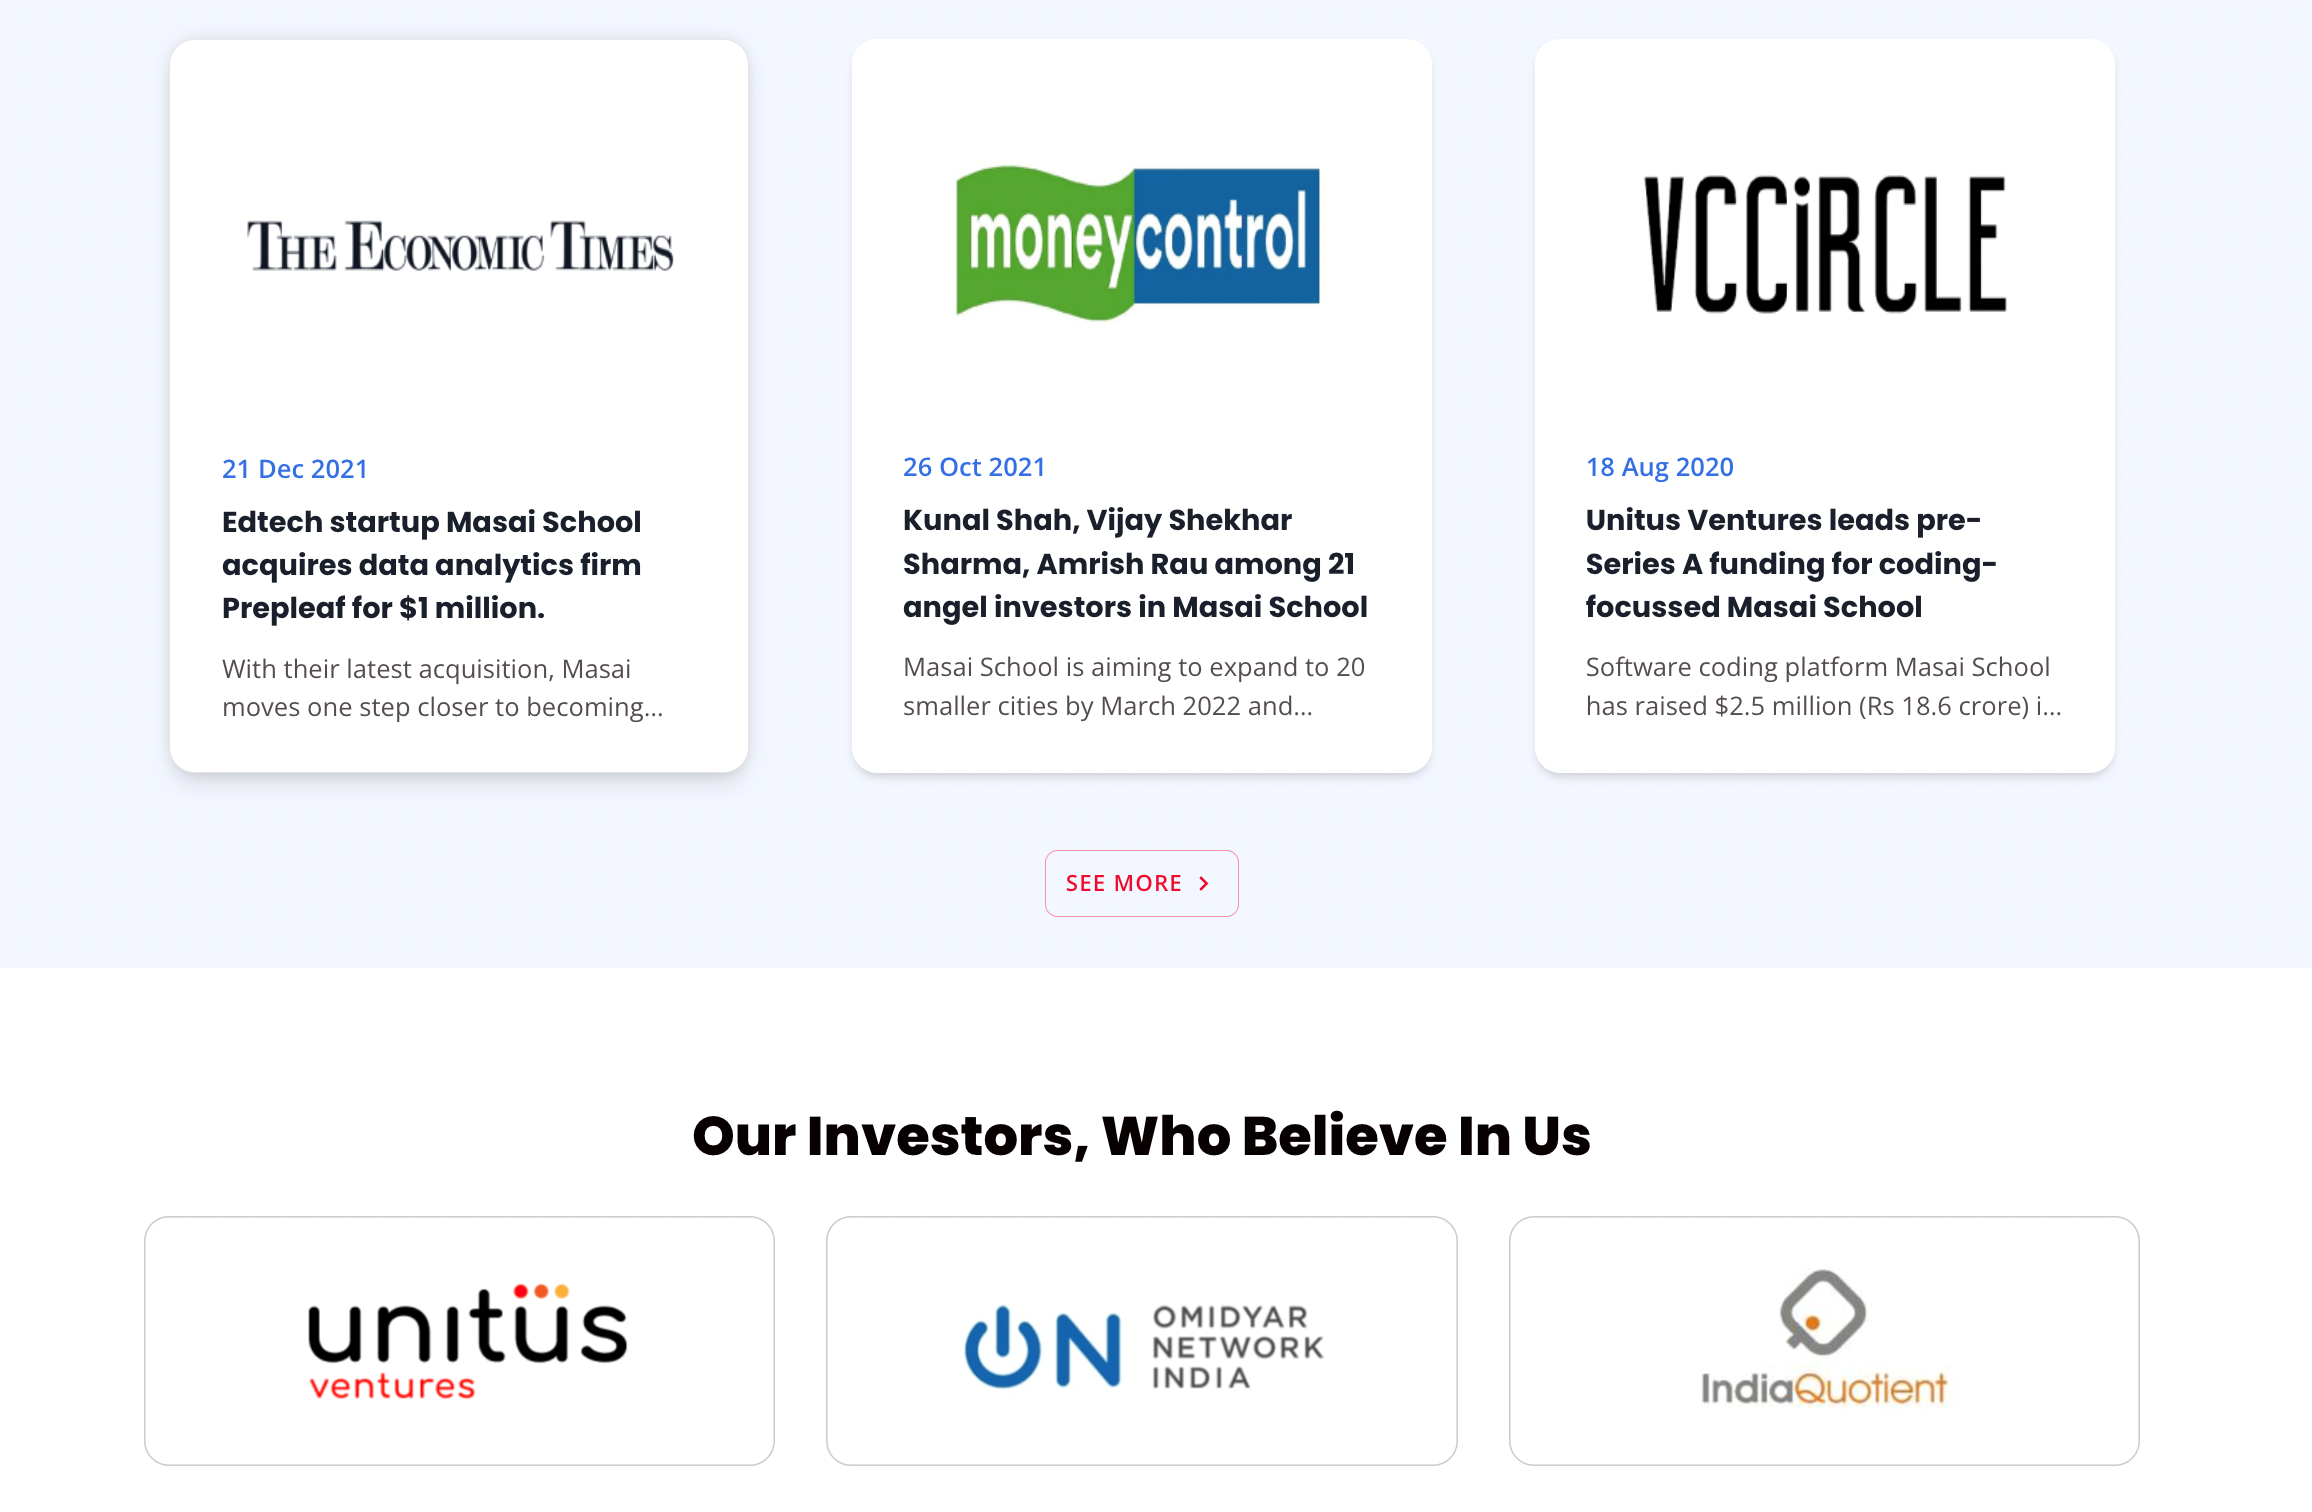 THE ECONOMIC TIMES
21 Dec 2021
Edtech startup Masai School
acquires data analytics firm
Prepleaf for $1 million.
With their latest acquisition, Masai
moves one step closer to becoming...
moneycontrol
26 Oct 2021
Kunal Shah, Vijay Shekhar
Sharma, Amrish Rau among 21
angel investors in Masai School
Masai School is aiming to expand to 20
smaller cities by March 2022 and...
VCCiRCLE
18 Aug 2020
Unitus Ventures leads pre-
Series A funding for coding-
focussed Masai School
Software coding platform Masai School
has raised $2.5 million (Rs 18.6 crore) i...
SEE MORE
Our Investors, Who Believe In Us
unitus
ventures
ON
OMIDYAR
NETWORK
INDIA
IndiaQuotient